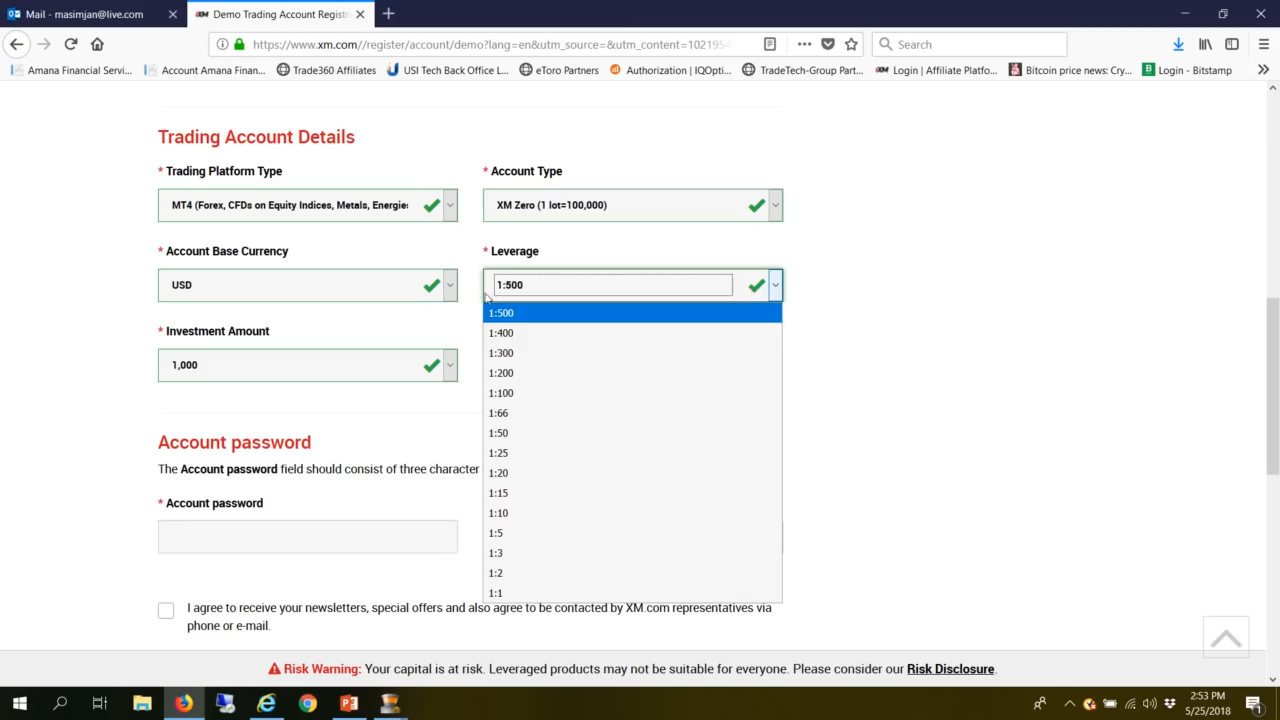 Mail - masimjan@live.com
Demo Trading Account Registr
https://www.xm.com//register/account/demo?lang=en&utm_source=&utm_content=102195
Search
Amana Financial Servi...
Account Amana Finan...
Trade360 Affiliates
USI Tech Back Office L...
eToro Partners
Authorization | IQOpti...
TradeTech-Group Part...
XM
Login | Affiliate Platfo...
Bitcoin price news: Cry...
B
Login - Bitstamp
Trading Account Details
* Trading Platform Type
* Account Type
MT4 (Forex, CFDs on Equity Indices, Metals, Energies
XM Zero (1 lot=100,000)
* Account Base Currency
* Leverage
USD
1:500
* Investment Amount
1,000
1:500
1:400
1:300
1:200
1:100
1:66
1:50
1:25
1:20
1:15
1:10
1:5
1:3
1:2
1:1
Account password
The Account password field should consist of three character
* Account password
I agree to receive your newsletters, special offers and also agree to be contacted by XM.com representatives via
phone or e-mail.
Risk Warning: Your capital is at risk. Leveraged products may not be suitable for everyone. Please consider our Risk Disclosure.
2:53 PM
5/25/2018
1